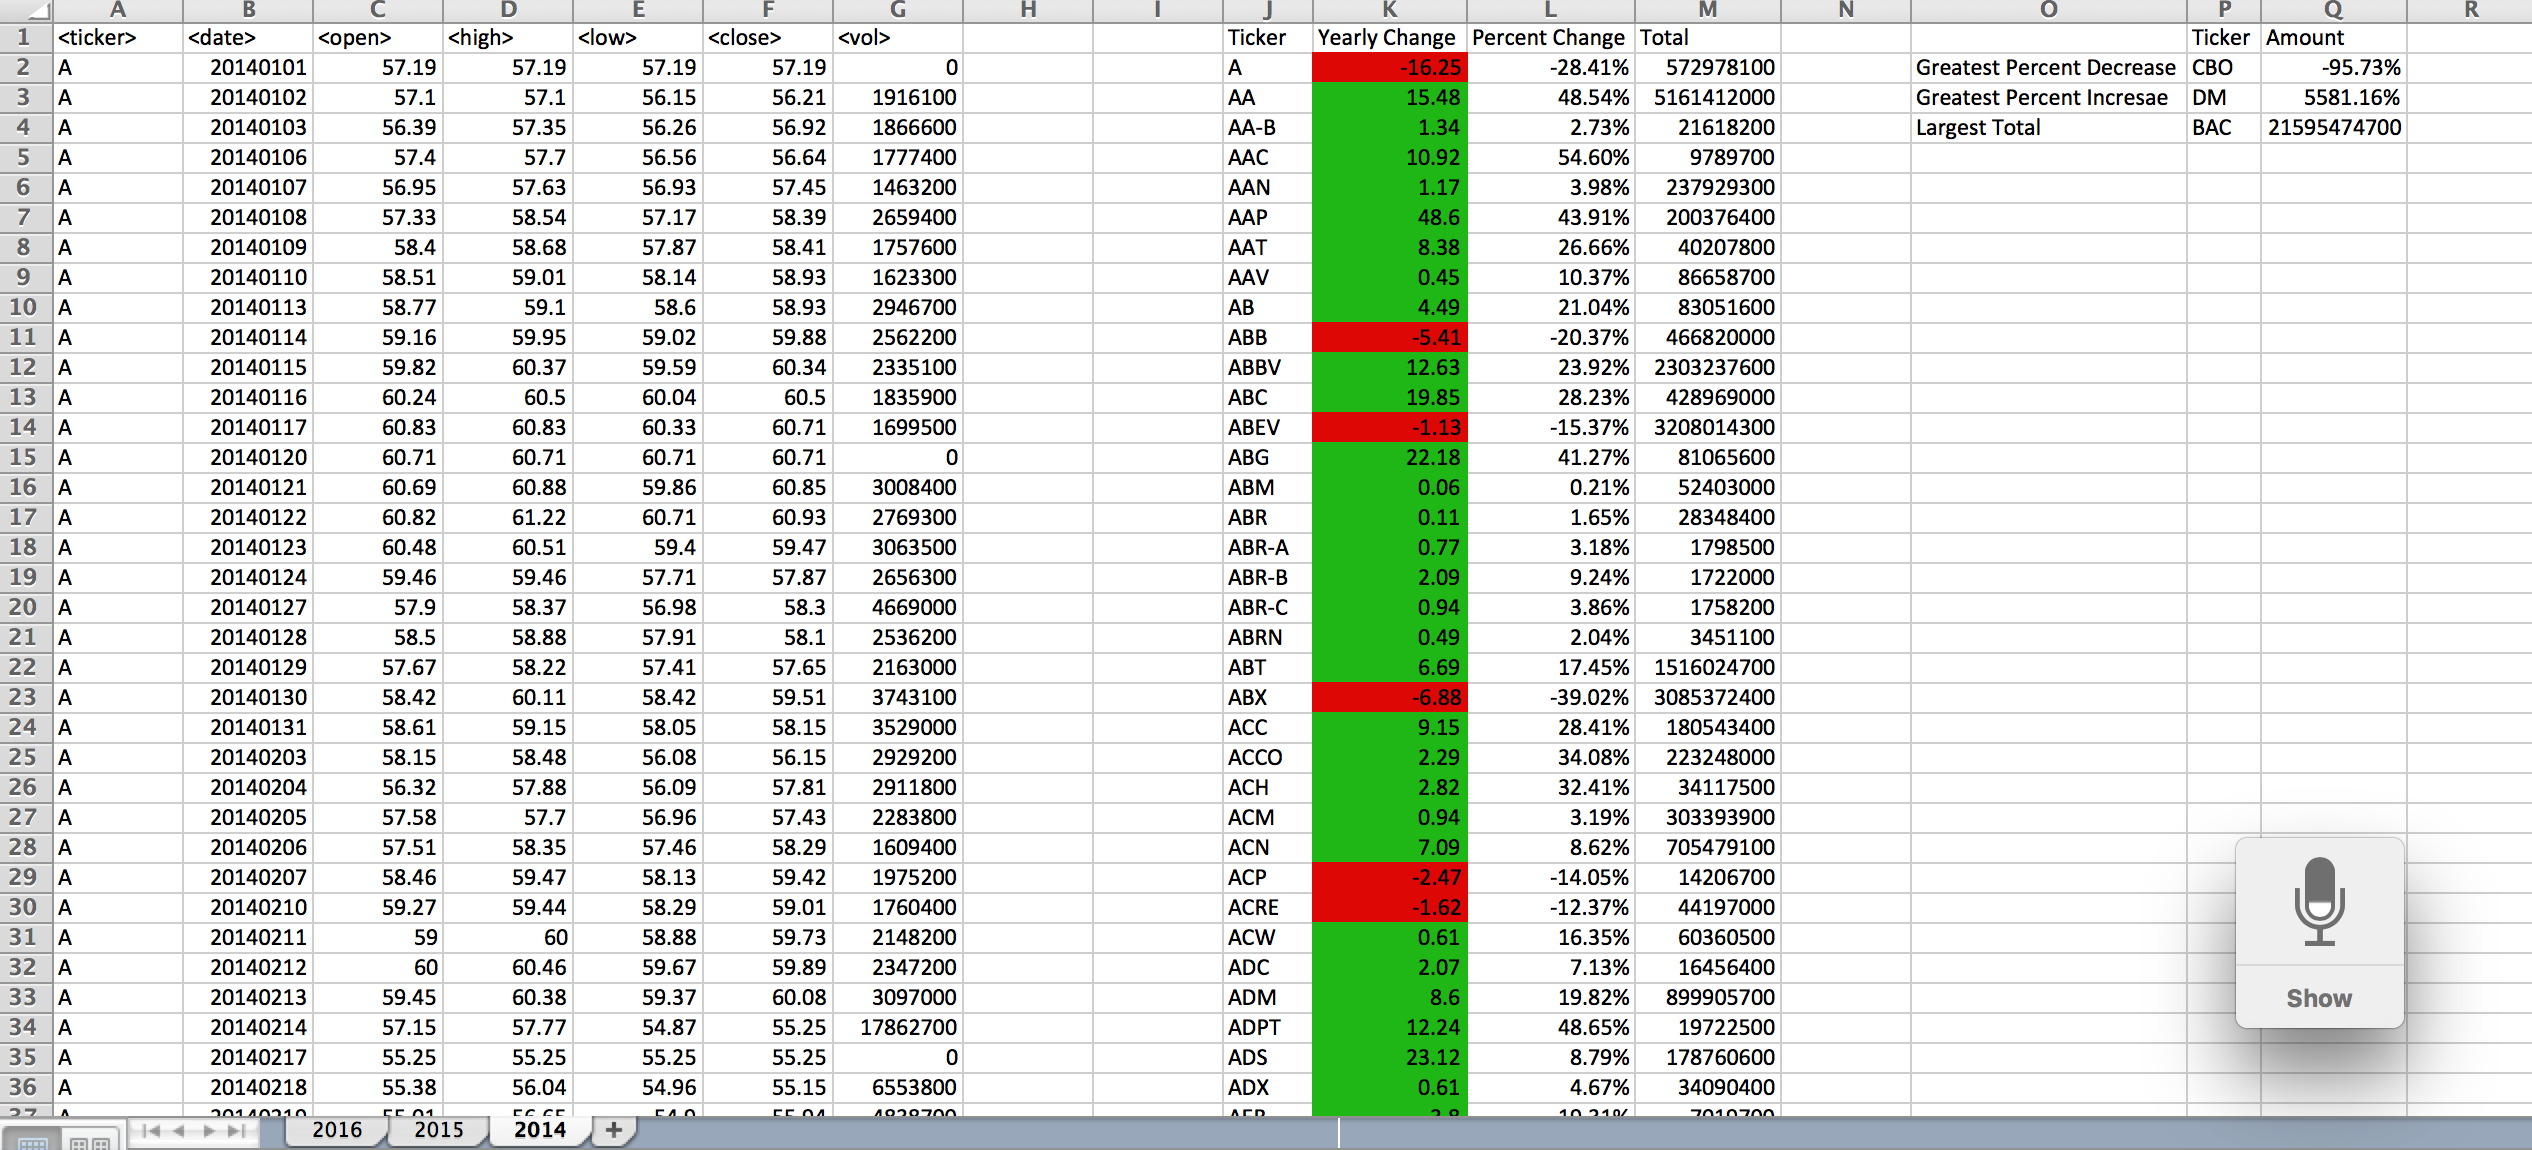 A B C D E F G H I J K L M N O P Q R
1 <ticker> <date> <open> <high> <low> <close> <vol> Ticker Yearly Change Percent Change Total Ticker Amount
2 A 20140101 57.19 57.19 57.19 57.19 0 A -16.25 -28.41% 572978100 Greatest Percent Decrease CBO -95.73%
3 A 20140102 57.1 57.1 56.15 56.21 1916100 AA 15.48 48.54% 5161412000 Greatest Percent Incresae DM 5581.16%
4 A 20140103 56.39 57.35 56.26 56.92 1866600 AA-B 1.34 2.73% 21618200 Largest Total BAC 21595474700
5 A 20140106 57.4 57.7 56.56 56.64 1777400 AAC 10.92 54.60% 9789700
6 A 20140107 56.95 57.63 56.93 57.45 1463200 AAN 1.17 3.98% 237929300
7 A 20140108 57.33 58.54 57.17 58.39 2659400 AAP 48.6 43.91% 200376400
8 A 20140109 58.4 58.68 57.87 58.41 1757600 AAT 8.38 26.66% 40207800
9 A 20140110 58.51 59.01 58.14 58.93 1623300 AAV 0.45 10.37% 86658700
10 A 20140113 58.77 59.1 58.6 58.93 2946700 AB 4.49 21.04% 83051600
11 A 20140114 59.16 59.95 59.02 59.88 2562200 ABB -5.41 -20.37% 466820000
12 A 20140115 59.82 60.37 59.59 60.34 2335100 ABBV 12.63 23.92% 2303237600
13 A 20140116 60.24 60.5 60.04 60.5 1835900 ABC 19.85 28.23% 428969000
14 A 20140117 60.83 60.83 60.33 60.71 1699500 ABEV -1.13 -15.37% 3208014300
15 A 20140120 60.71 60.71 60.71 60.71 0 ABG 22.18 41.27% 81065600
16 A 20140121 60.69 60.88 59.86 60.85 3008400 ABM 0.06 0.21% 52403000
17 A 20140122 60.82 61.22 60.71 60.93 2769300 ABR 0.11 1.65% 28348400
18 A 20140123 60.48 60.51 59.4 59.47 3063500 ABR-A 0.77 3.18% 1798500
19 A 20140124 59.46 59.46 57.71 57.87 2656300 ABR-B 2.09 9.24% 1722000
20 A 20140127 57.9 58.37 56.98 58.3 4669000 ABR-C 0.94 3.86% 1758200
21 A 20140128 58.5 58.88 57.91 58.1 2536200 ABRN 0.49 2.04% 3451100
22 A 20140129 57.67 58.22 57.41 57.65 2163000 ABT 6.69 17.45% 1516024700
23 A 20140130 58.42 60.11 58.42 59.51 3743100 ABX -6.88 -39.02% 3085372400
24 A 20140131 58.61 59.15 58.05 58.15 3529000 ACC 9.15 28.41% 180543400
25 A 20140203 58.15 58.48 56.08 56.15 2929200 ACCO 2.29 34.08% 223248000
26 A 20140204 56.32 57.88 56.09 57.81 2911800 ACH 2.82 32.41% 34117500
27 A 20140205 57.58 57.7 56.96 57.43 2283800 ACM 0.94 3.19% 303393900
28 A 20140206 57.51 58.35 57.46 58.29 1609400 ACN 7.09 8.62% 705479100
29 A 20140207 58.46 59.47 58.13 59.42 1975200 ACP -2.47 -14.05% 14206700
30 A 20140210 59.27 59.44 58.29 59.01 1760400 ACRE -1.62 -12.37% 44197000
31 A 20140211 59 60 58.88 59.73 2148200 ACW 0.61 16.35% 60360500
32 A 20140212 60 60.46 59.67 59.89 2347200 ADC 2.07 7.13% 16456400
33 A 20140213 59.45 60.38 59.37 60.08 3097000 ADM 8.6 19.82% 899905700
34 A 20140214 57.15 57.77 54.87 55.25 17862700 ADPT 12.24 48.65% 19722500
35 A 20140217 55.25 55.25 55.25 55.25 0 ADS 23.12 8.79% 178760600
36 A 20140218 55.38 56.04 54.96 55.15 6553800 ADX 0.61 4.67% 34090400
Show
2016 2015 2014 +